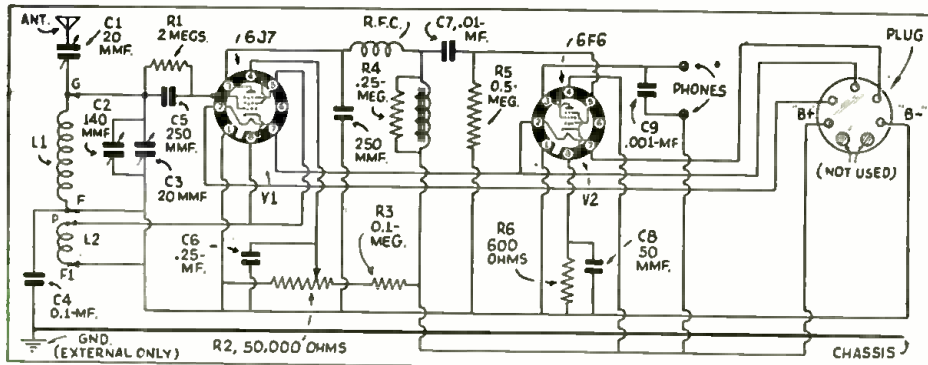 ANT.
C1
20
MMF.
R1
2 MEGS.
6J7
R.F.C.
C7,.01-
MF.
6F6
PLUG
G
C2
140
MMF
C5
250
MMF.
C3
20 MMF
R4
.25-
MEG.
250 MMF.
R5
0.5-
MEG.
C9
.001-MF.
PHONES
B+
B-
(NOT USED)
L1
F
P
L2
F1
V1
V2
C4
0.1-MF.
C6
.25-
MF.
R3
0.1-
MEG.
R6
600
OHMS
C8
50
MMF.
GND.
(EXTERNAL ONLY)
R2, 50,000 OHMS
CHASSIS